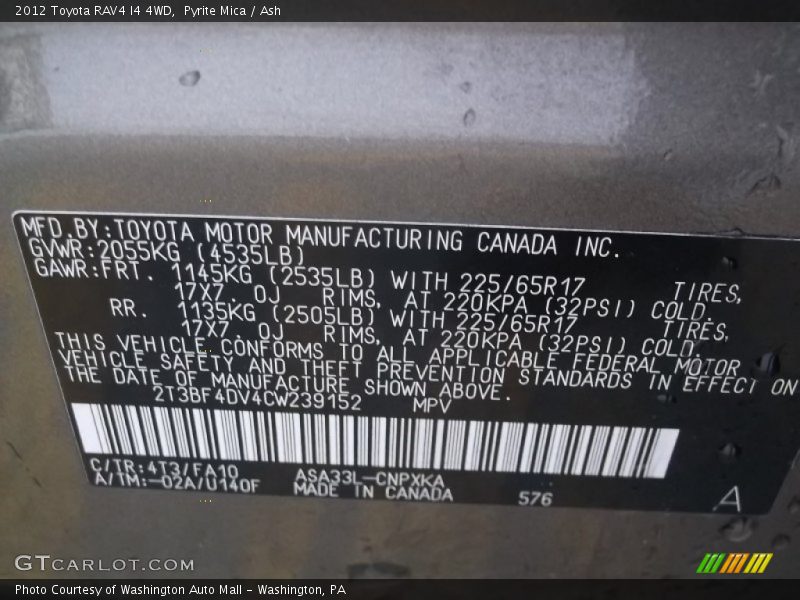 2012 Toyota RAV4 I4 4WD, Pyrite Mica / Ash
MFD.BY:TOYOTA MOTOR MANUFACTURING CANADA INC.
GVWR:2055KG (4535LB)
GAWR:FRT. 1145KG (2535LB) WITH 225/65R17 TIRES,
17X7.0J RIMS, AT 220KPA (32PSI) COLD.
RR. 1135KG (2505LB) WITH 225/65R17 TIRES,
17X7 0J RIMS, AT 220KPA (32PSI) COLD.
THIS VEHICLE CONFORMS TO ALL APPLICABLE FEDERAL MOTOR
VEHICLE SAFETY AND THEFT PREVENTION STANDARDS IN EFFECT ON
THE DATE OF MANUFACTURE SHOWN ABOVE.
2T3BF4DV4CW239152 MPV
C/TR:4T3/FA10 ASA33L-CNPXKA
A/TM:-02A/U140F MADE IN CANADA 576 A
GTCARLOT.COM
Photo Courtesy of Washington Auto Mall - Washington, PA